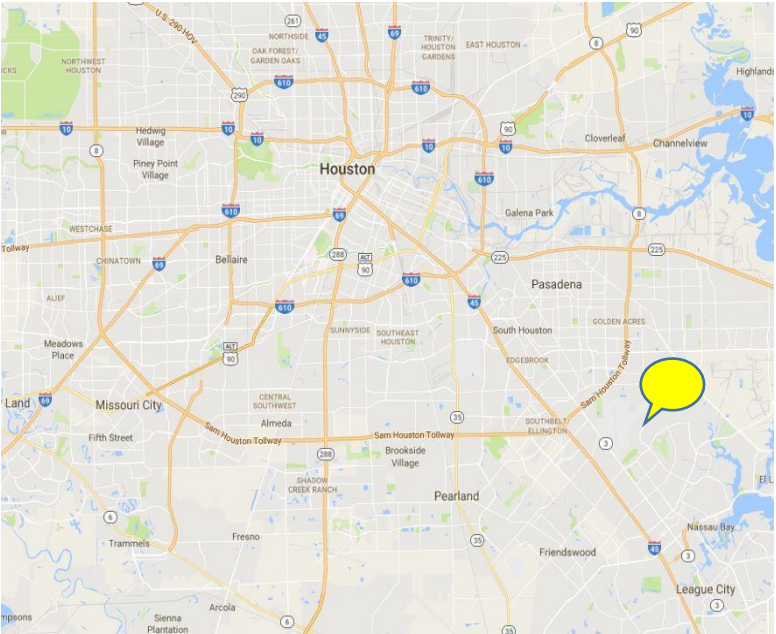 261
U.S. 290 HOV
NORTHSIDE
45
69
TRINITY/
HOUSTON
GARDENS
EAST HOUSTON
90
8
OAK FOREST/
GARDEN OAKS
NORTHWEST
HOUSTON
610
610
290
Highlands
10
10
10
Hedwig
Village
10
10
90
10
Cloverleaf
Channelview
8
Piney Point
Village
Houston
610
610
69
Galena Park
8
WESTCHASE
Tollway
CHINATOWN
69
Bellaire
288
ALT
90
225
225
ALIEF
610
610
45
Pasadena
SUNNYSIDE
SOUTHEAST
HOUSTON
South Houston
GOLDEN ACRES
Meadows
Place
ALT
90
EDGEBROOK
Sam Houston Tollway
Land
69
Missouri City
CENTRAL
SOUTHWEST
Almeda
35
SOUTHBELT/
ELLINGTON
Fifth Street
Sam Houston Tollway
Sam Houston Tollway
3
288
Brookside
Village
SHADOW
CREEK RANCH
El L
Pearland
6
Nassau Bay
Trammels
Fresno
35
Friendswood
45
3
League City
3
Arcola
Sienna
Plantation
6
35
mpsons